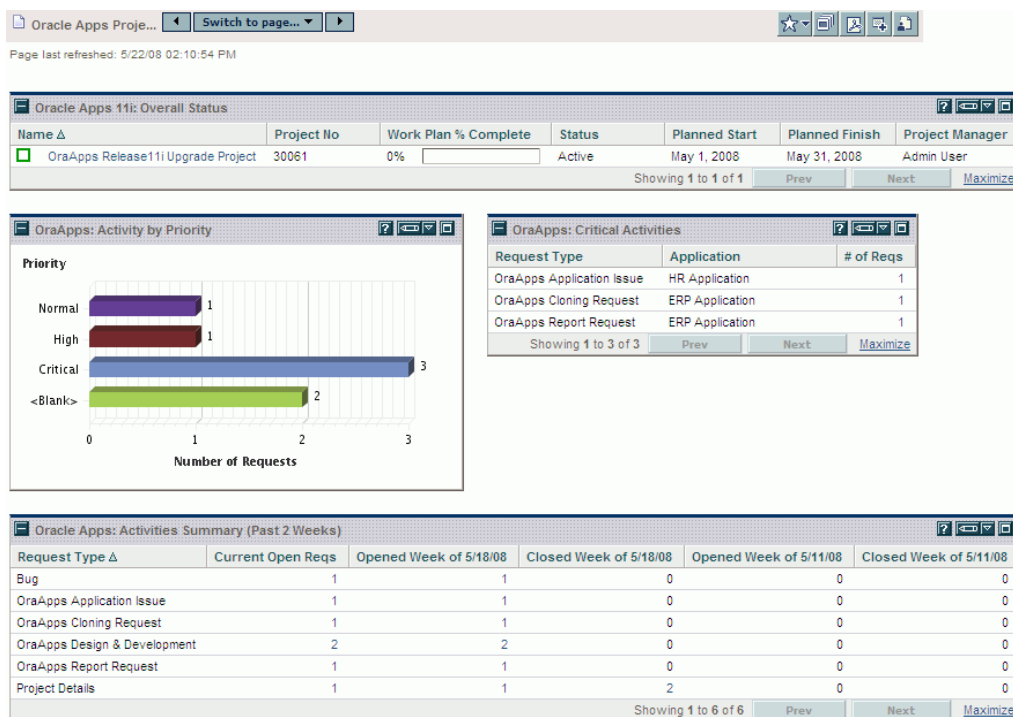 Oracle Apps Proje... Switch to page...
Page last refreshed: 5/22/08 02:10:54 PM
Oracle Apps 11i: Overall Status ?
Name Project No Work Plan % Complete Status Planned Start Planned Finish Project Manager
OraApps Release11i Upgrade Project 30061 0% Active May 1, 2008 May 31, 2008 Admin User
Showing 1 to 1 of 1 Prev Next Maximize
OraApps: Activity by Priority ?
Priority
Normal 1
High 1
Critical 3
<Blank> 2
0 1 2 3
Number of Requests
OraApps: Critical Activities ?
Request Type Application # of Reqs
OraApps Application Issue HR Application 1
OraApps Cloning Request ERP Application 1
OraApps Report Request ERP Application 1
Showing 1 to 3 of 3 Prev Next Maximize
Oracle Apps: Activities Summary (Past 2 Weeks) ?
Request Type Current Open Reqs Opened Week of 5/18/08 Closed Week of 5/18/08 Opened Week of 5/11/08 Closed Week of 5/11/08
Bug 1 1 0 0 0
OraApps Application Issue 1 1 0 0 0
OraApps Cloning Request 1 1 0 0 0
OraApps Design & Development 2 2 0 0 0
OraApps Report Request 1 1 0 0 0
Project Details 1 1 2 0 0
Showing 1 to 6 of 6 Prev Next Maximize